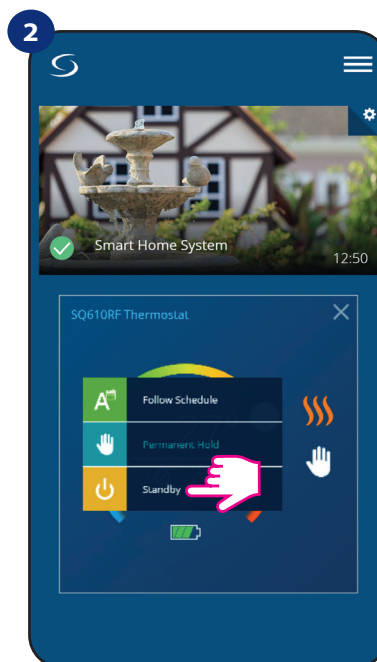 2
Smart Home System
12:50
SQ610RF Thermostat
A
Follow Schedule
Permanent Hold
Standby